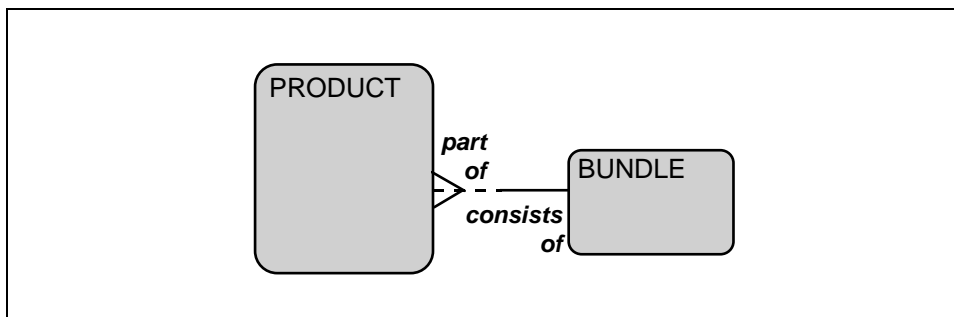 PRODUCT
part
of
BUNDLE
consists
of